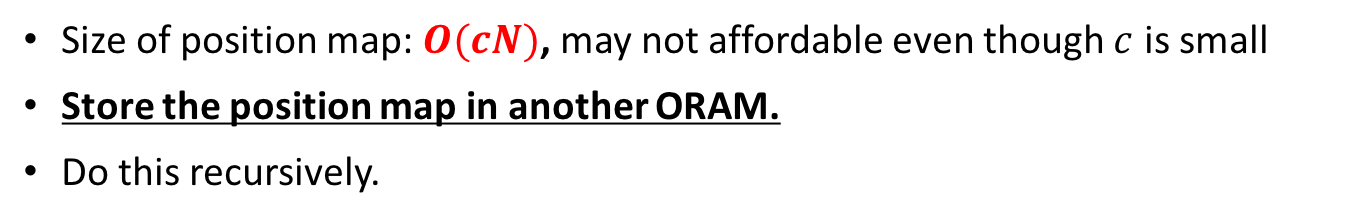 • Size of position map: O(cN), may not affordable even though c is small
• Store the position map in another ORAM.
• Do this recursively.